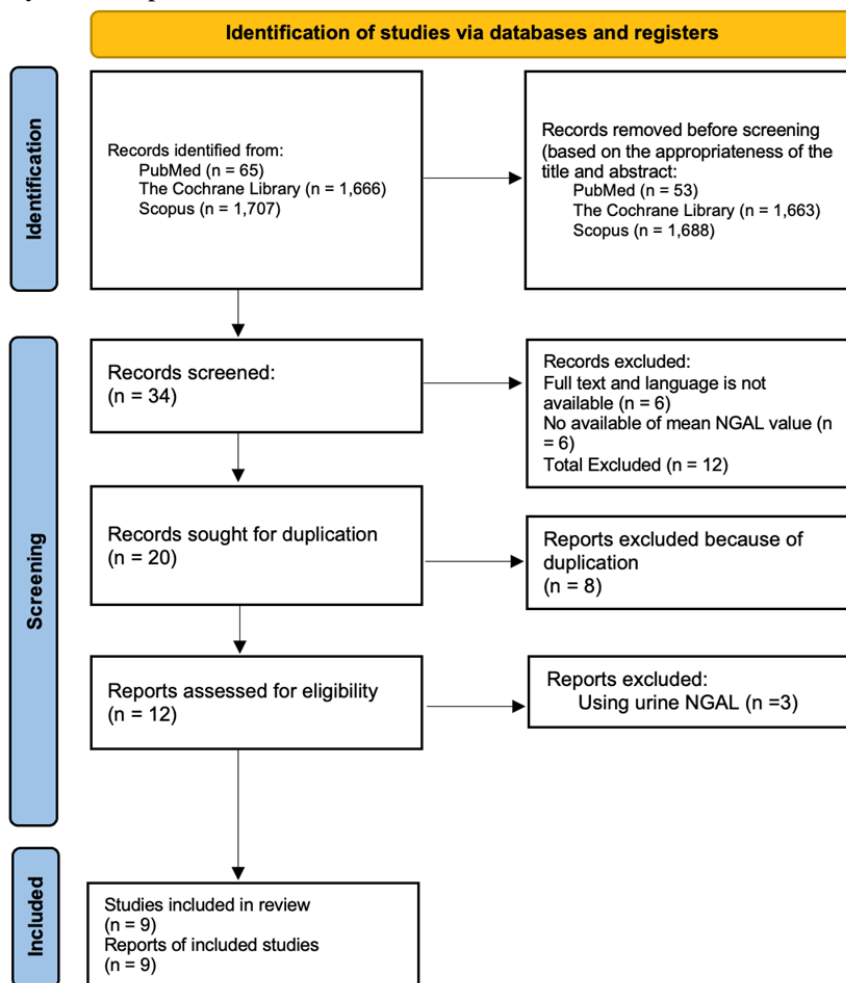 Identification of studies via databases and registers
Identification
Records identified from:
PubMed (n = 65)
The Cochrane Library (n = 1,666)
Scopus (n = 1,707)
Records removed before screening
(based on the appropriateness of the
title and abstract:
PubMed (n = 53)
The Cochrane Library (n = 1,663)
Scopus (n = 1,688)
Screening
Records screened:
(n = 34)
Records excluded:
Full text and language is not
available (n = 6)
No available of mean NGAL value (n
= 6)
Total Excluded (n = 12)
Records sought for duplication
(n = 20)
Reports excluded because of
duplication
(n = 8)
Reports assessed for eligibility
(n = 12)
Reports excluded:
Using urine NGAL (n =3)
Included
Studies included in review
(n = 9)
Reports of included studies
(n = 9)